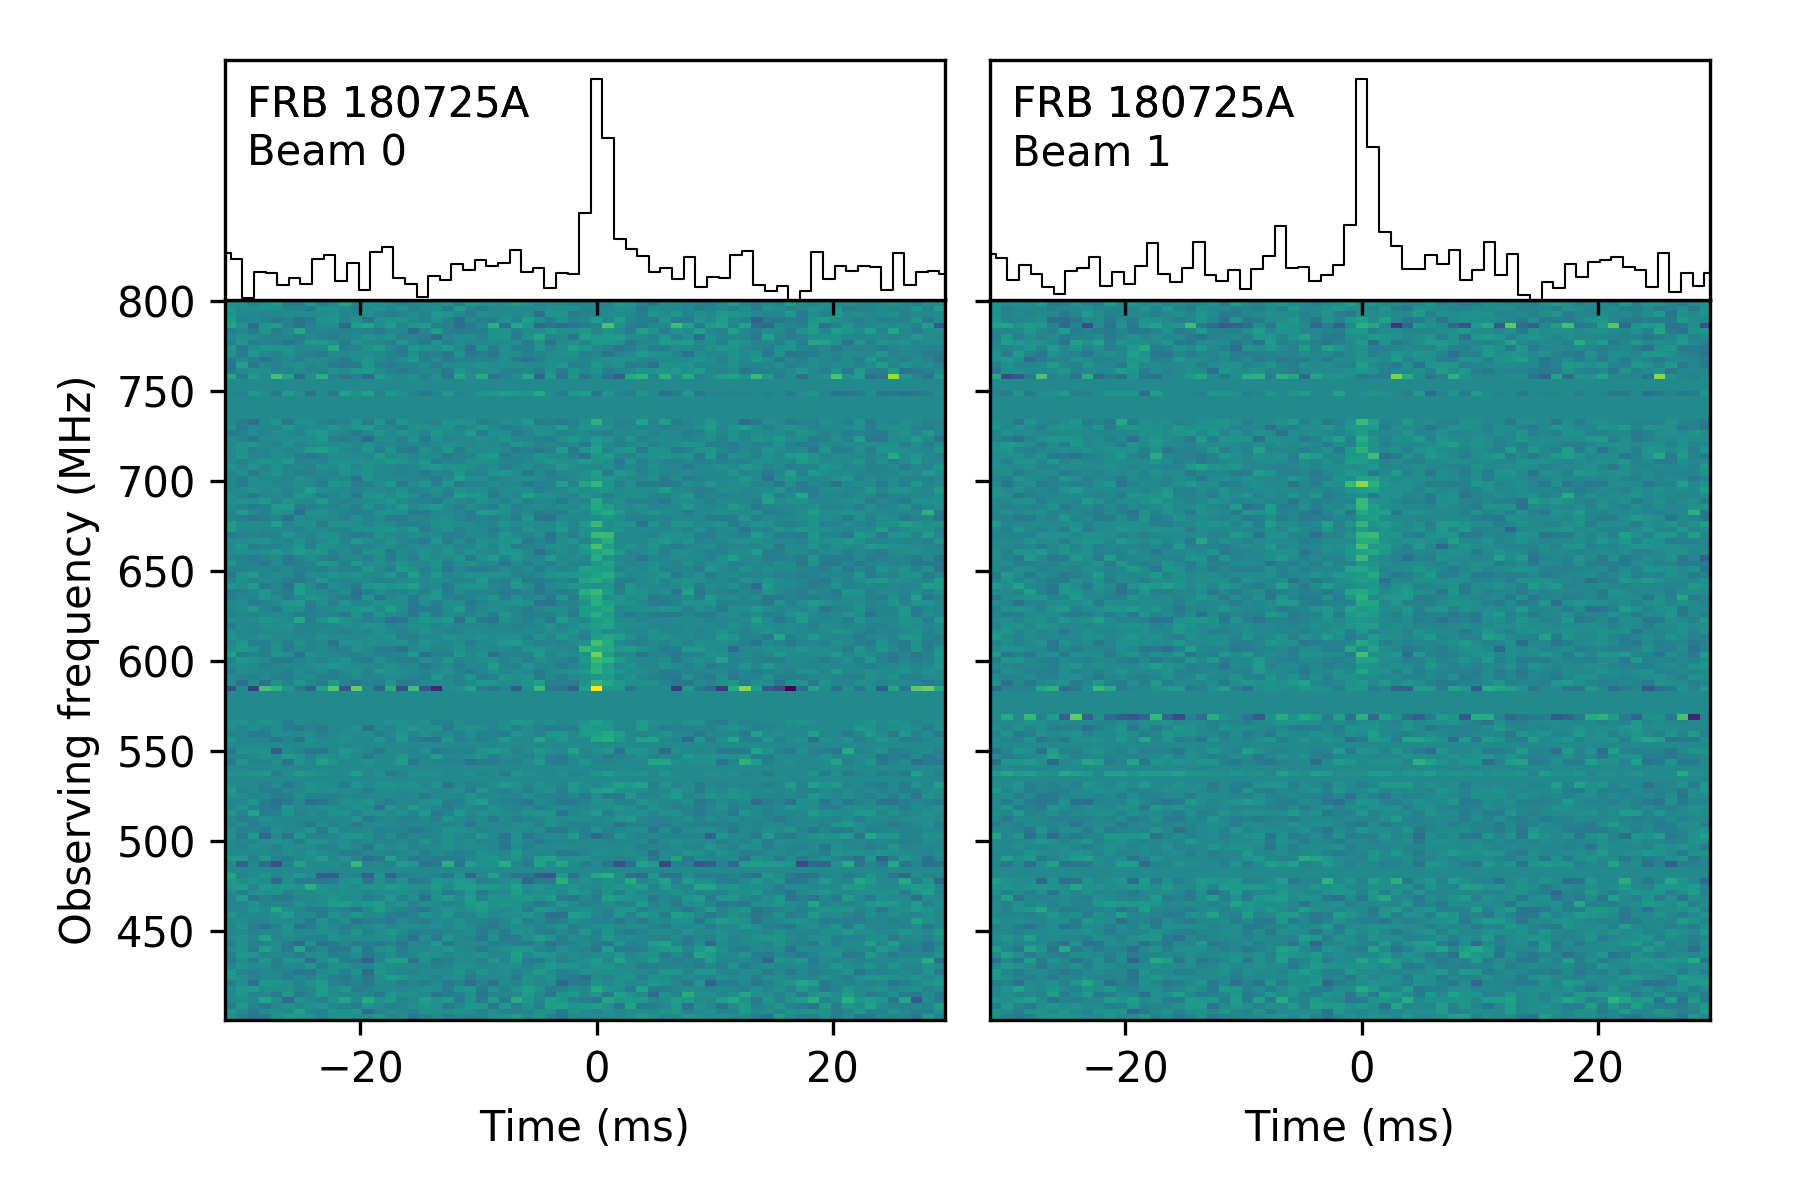 FRB 180725A
Beam 0
FRB 180725A
Beam 1
Observing frequency (MHz)
800
750
700
650
600
550
500
450
−20 0 20
−20 0 20
Time (ms)
Time (ms)